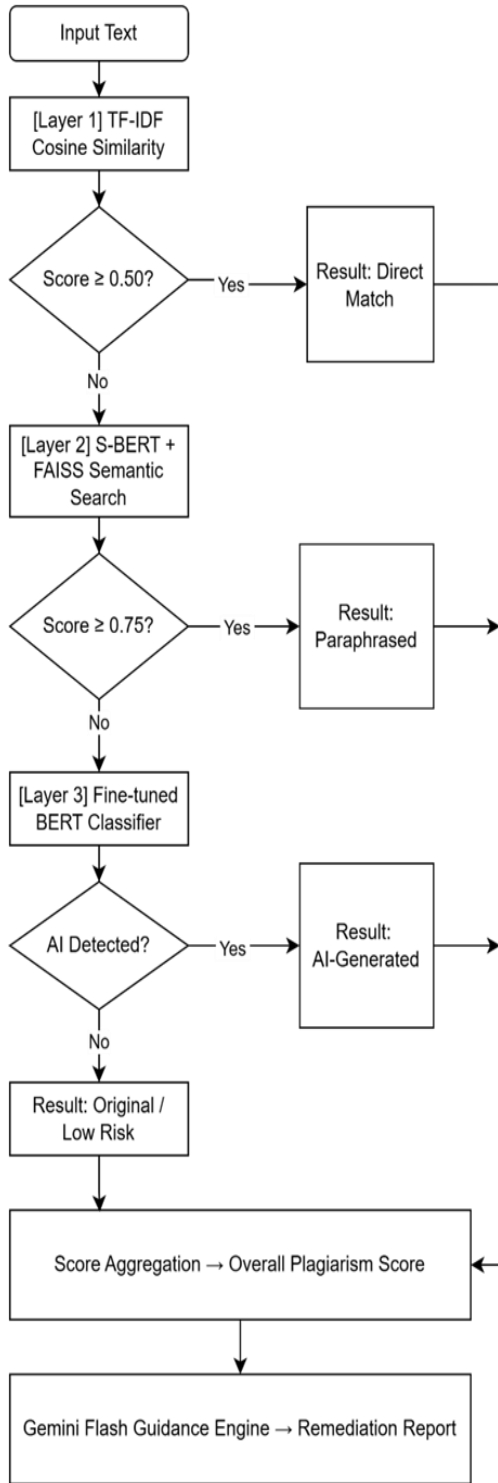 Input Text
[Layer 1] TF-IDF
Cosine Similarity
Score ≥ 0.50?
Yes
Result: Direct
Match
No
[Layer 2] S-BERT +
FAISS Semantic
Search
Score ≥ 0.75?
Yes
Result:
Paraphrased
No
[Layer 3] Fine-tuned
BERT Classifier
AI Detected?
Yes
Result:
AI-Generated
No
Result: Original /
Low Risk
Score Aggregation → Overall Plagiarism Score
Gemini Flash Guidance Engine → Remediation Report